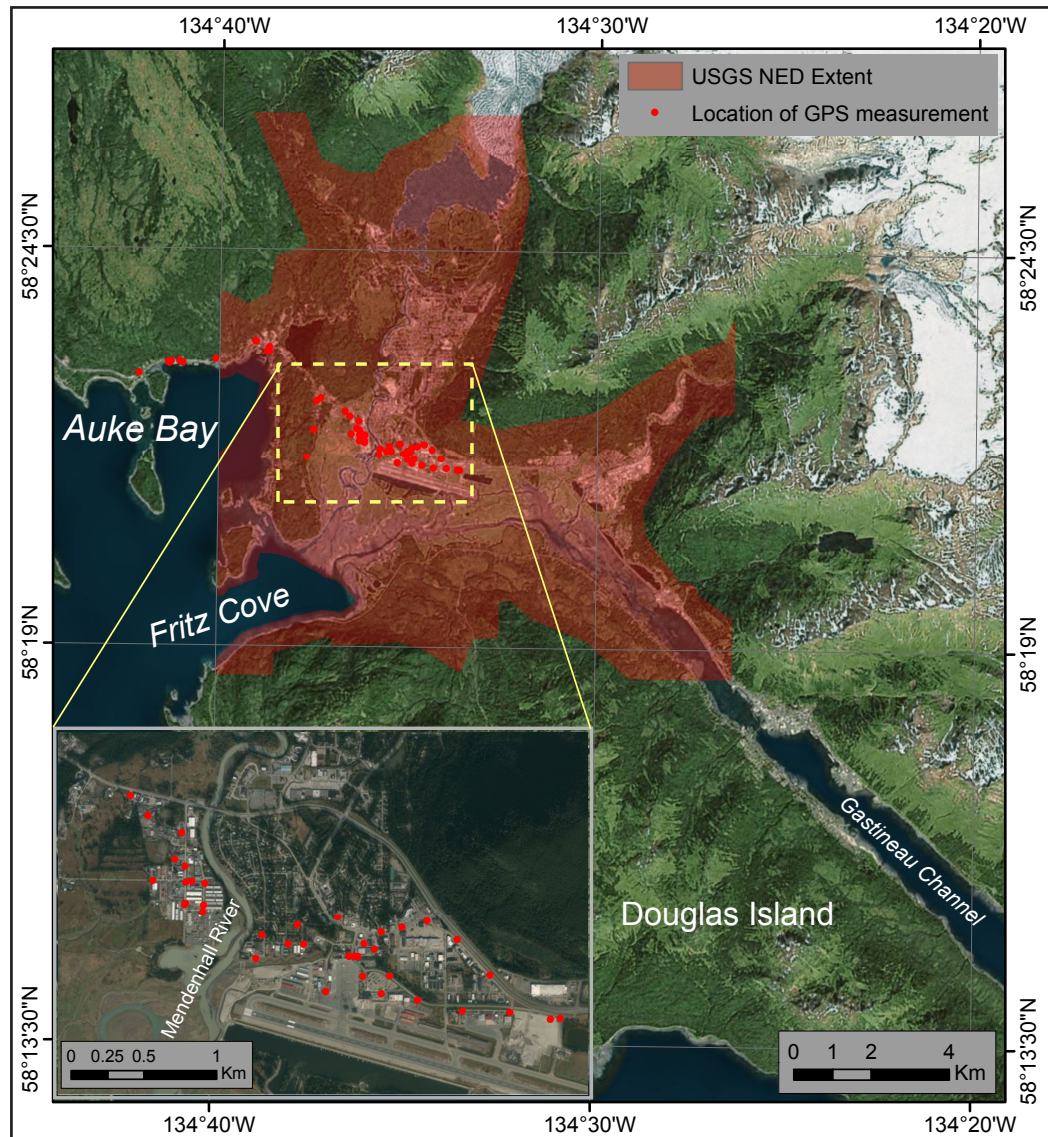 134°40'W 134°30'W 134°20'W
USGS NED Extent
Location of GPS measurement
58°24'30"N
58°24'30"N
Auke Bay
Fritz Cove
58°19'N
58°19'N
Gastineau Channel
Douglas Island
Mendenhall River
0 0.25 0.5 1
Km
0 1 2 4
Km
58°13'30"N
58°13'30"N
134°40'W 134°30'W 134°20'W